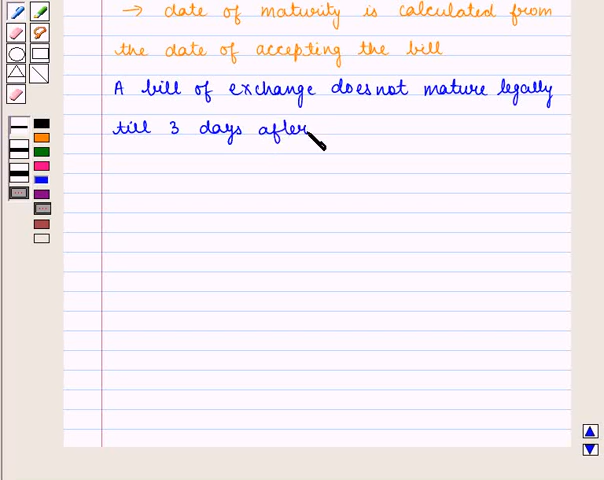 → date of maturity is calculated from
the date of accepting the bill
A bill of exchange does not mature legally
till 3 days after